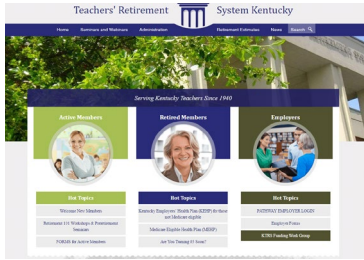 Teachers' Retirement System Kentucky
Home Seminars and Webinars Administration Retirement Estimates News Search
Serving Kentucky Teachers Since 1940
Active Members
Retired Members
Employers
Hot Topics
Hot Topics
Hot Topics
Welcome New Members
Kentucky Employees' Health Plan (KEHP) for those not Medicare eligible
PATHWAY EMPLOYER LOGIN
Retirement 101 Workshops & Preretirement Seminars
Medicare Eligible Health Plan (MEHP)
Employer Forms
FORMS for Active Members
Are You Turning 65 Soon?
KTRS Funding Work Group